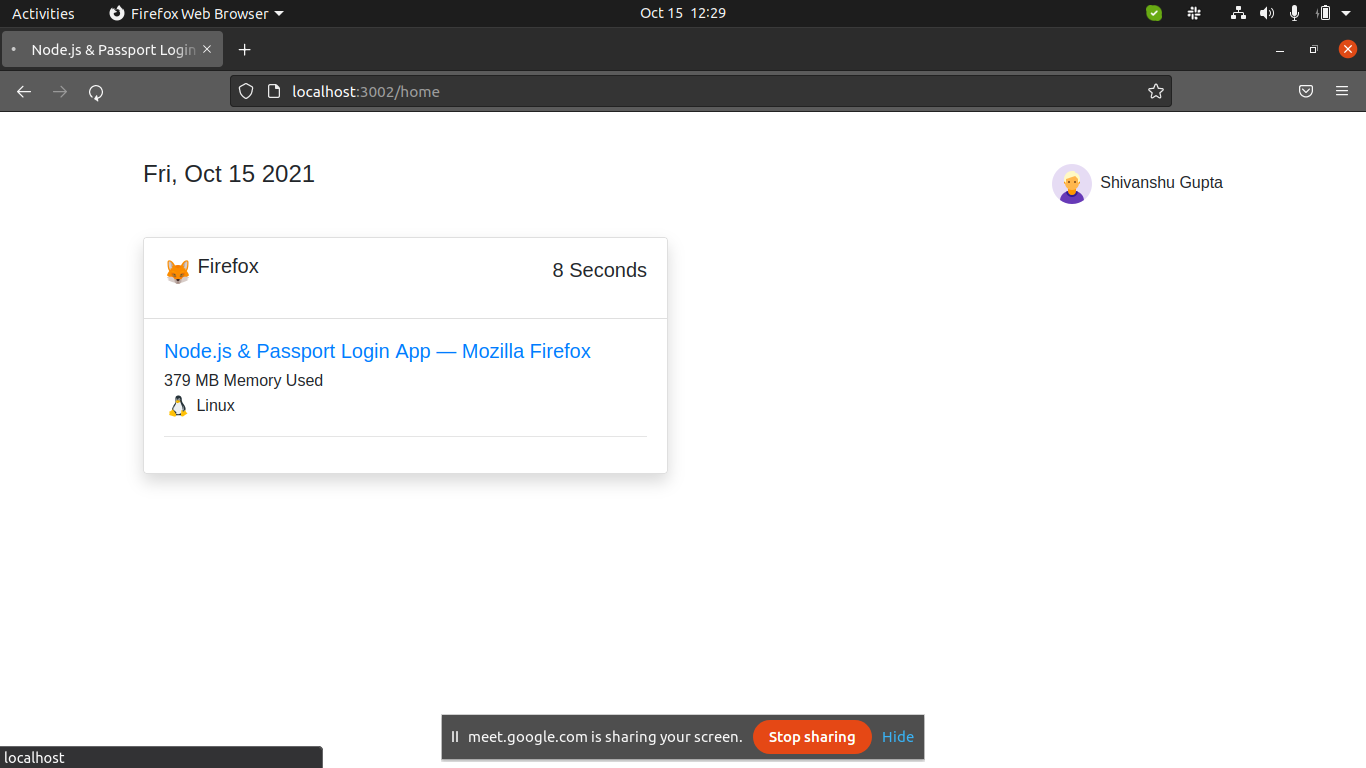 Activities Firefox Web Browser Oct 15 12:29
Node.js & Passport Login
localhost:3002/home
Fri, Oct 15 2021
Shivanshu Gupta
Firefox 8 Seconds
Node.js & Passport Login App — Mozilla Firefox
379 MB Memory Used
Linux
meet.google.com is sharing your screen. Stop sharing Hide
localhost